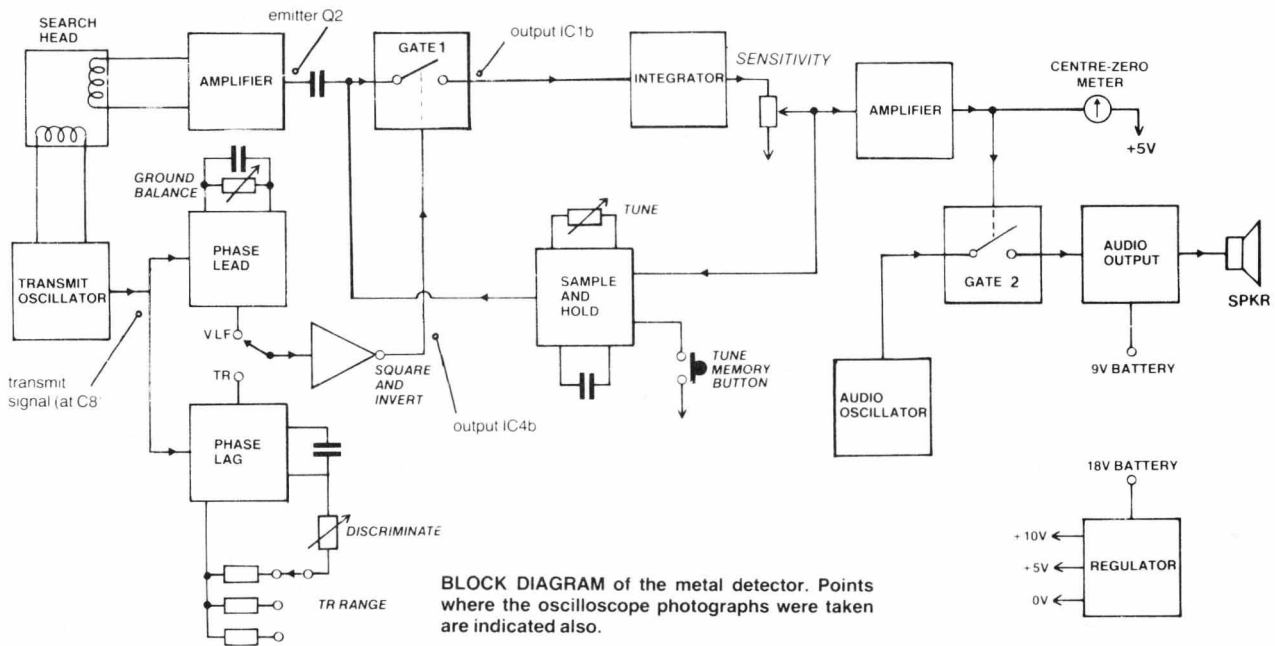 SEARCH
HEAD
emitter Q2
AMPLIFIER
GATE 1
output IC1b
INTEGRATOR
SENSITIVITY
AMPLIFIER
CENTRE-ZERO
METER
+5V
GROUND
BALANCE
PHASE
LEAD
TRANSMIT
OSCILLATOR
VLF
TR
transmit
signal (at C8
SQUARE
AND
INVERT
output IC4b
PHASE
LAG
DISCRIMINATE
TR RANGE
TUNE
SAMPLE
AND
HOLD
TUNE
MEMORY
BUTTON
GATE 2
AUDIO
OUTPUT
SPKR
9V BATTERY
AUDIO
OSCILLATOR
18V BATTERY
+10V
+5V
0V
REGULATOR
BLOCK DIAGRAM of the metal detector. Points
where the oscilloscope photographs were taken
are indicated also.